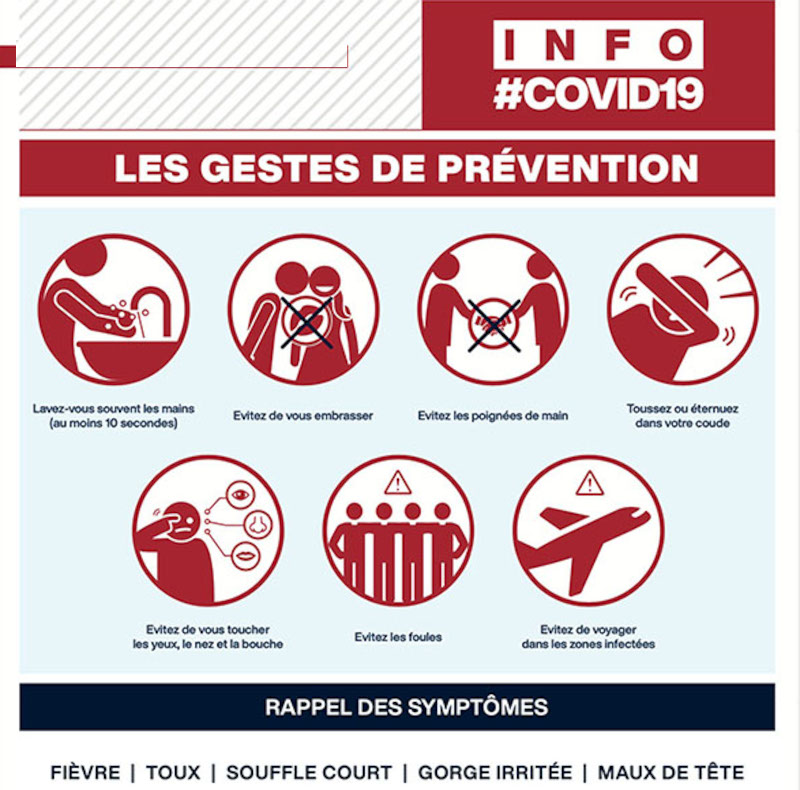 INFO
#COVID19
LES GESTES DE PRÉVENTION
Lavez-vous souvent les mains
(au moins 10 secondes)
Evitez de vous embrasser
Evitez les poignées de main
Toussez ou éternuez
dans votre coude
Evitez de vous toucher
les yeux, le nez et la bouche
Evitez les foules
Evitez de voyager
dans les zones infectées
RAPPEL DES SYMPTÔMES
FIÈVRE | TOUX | SOUFFLE COURT | GORGE IRRITÉE | MAUX DE TÊTE